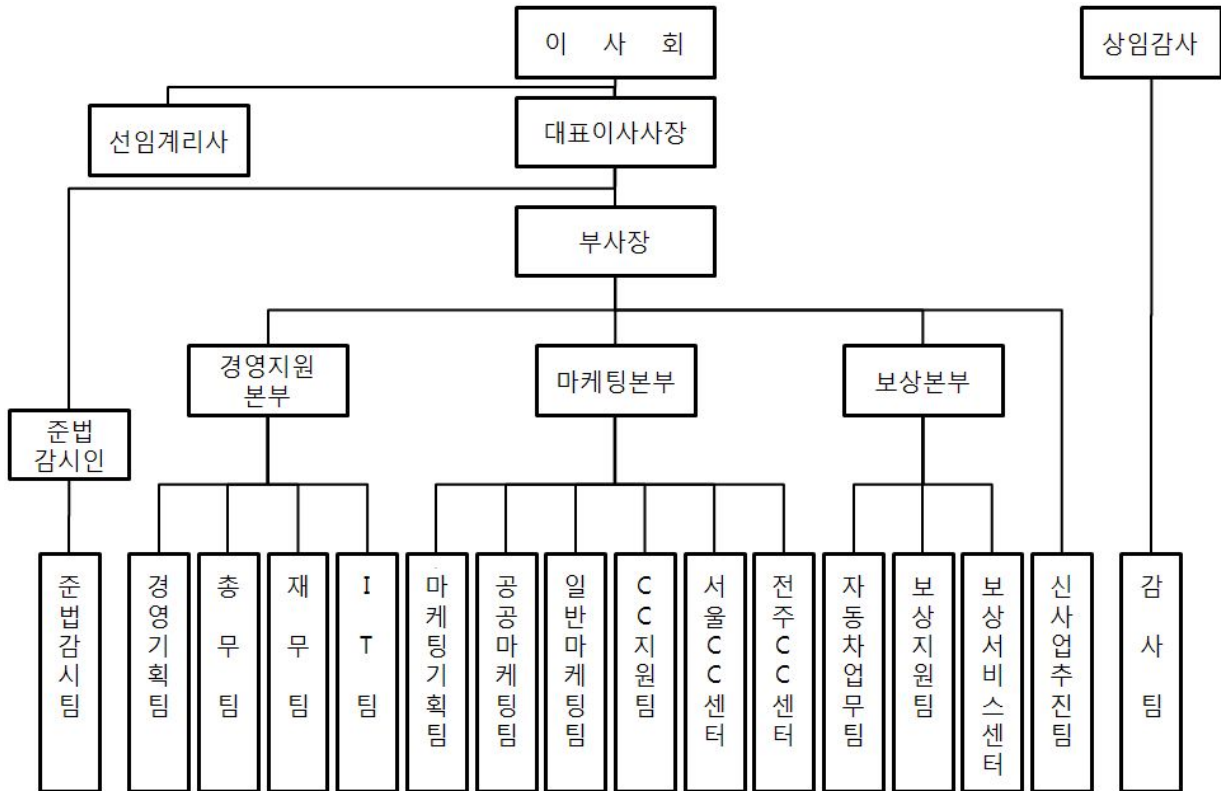 이 사 회
상임감사
선임계리사
대표이사사장
부사장
경영지원
본부
마케팅본부
보상본부
준법
감시인
준법감시팀
경영기획팀
총무팀
재무팀
IT팀
마케팅기획팀
공공마케팅팀
일반마케팅팀
CC지원팀
서울CC센터
전주CC센터
자동차업무팀
보상지원팀
보상서비스센터
신사업추진팀
감사팀